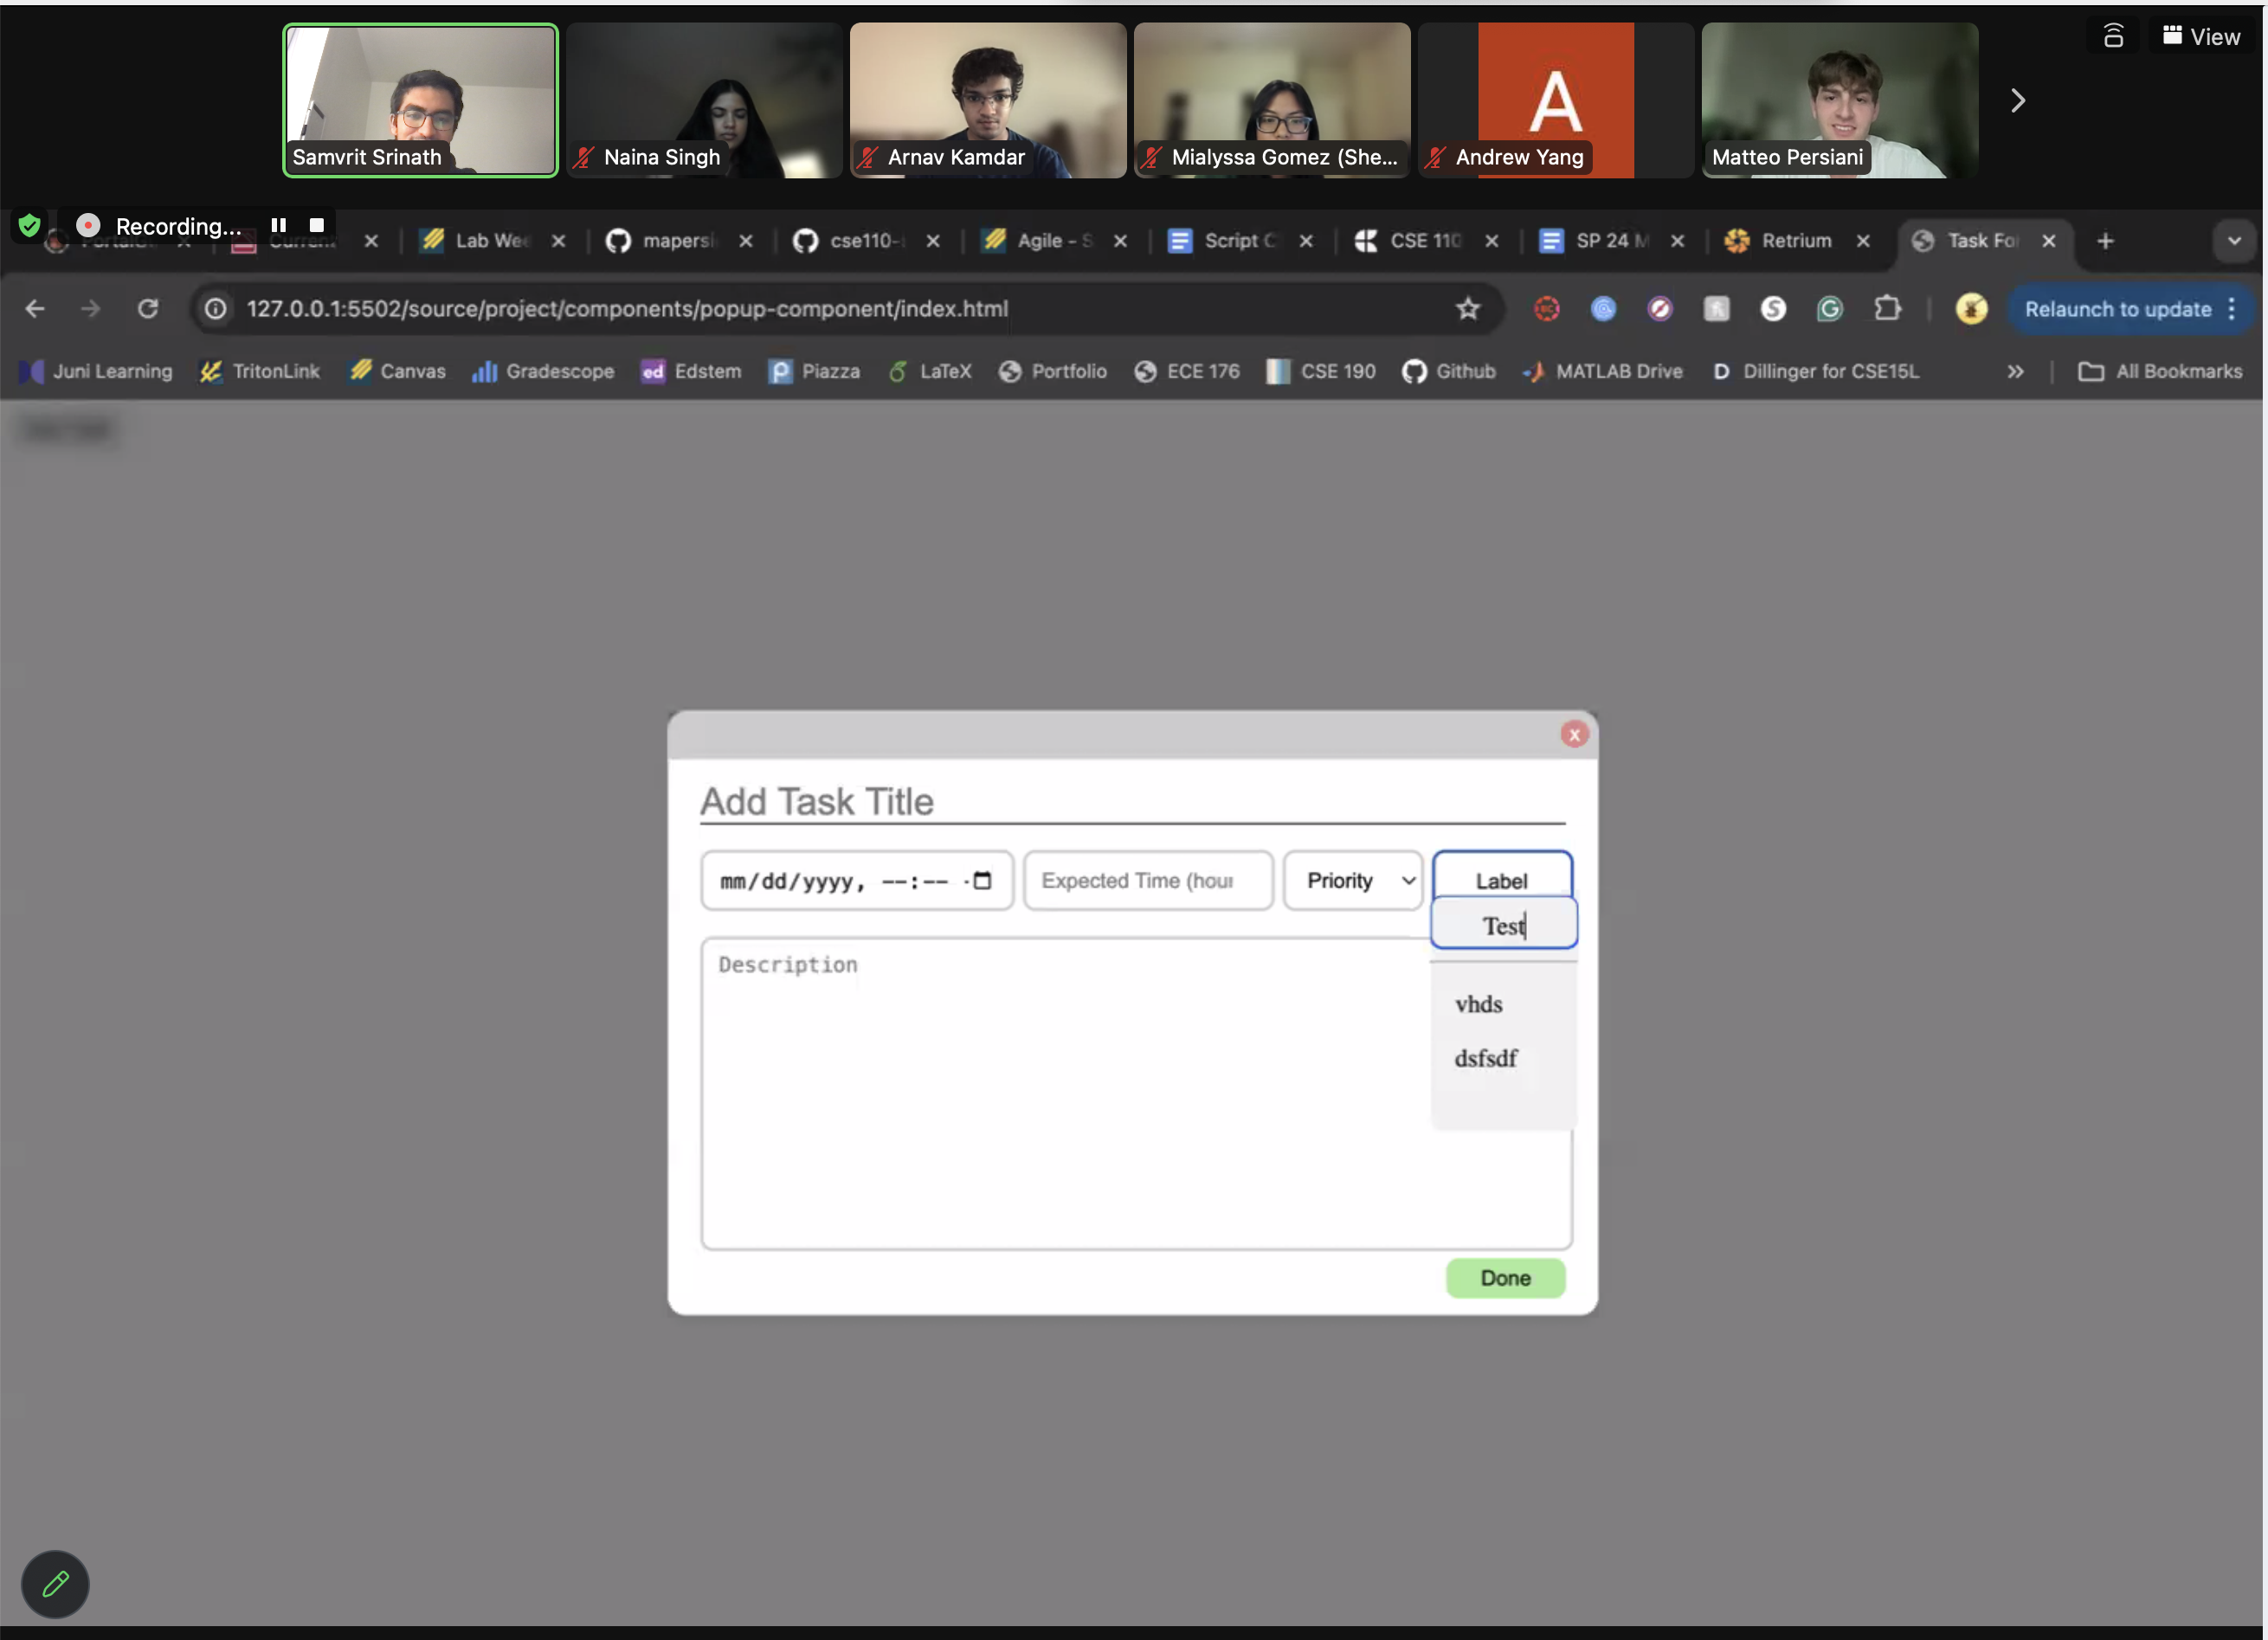 View
Samvrit Srinath
Naina Singh
Arnav Kamdar
Mialyssa Gomez (She...
A
Andrew Yang
Matteo Persiani
Recording...
Lab We
mapersi
cse110-
Agile - S
Script C
CSE 110
SP 24 M
Retrium
Task Fo
127.0.0.1:5502/source/project/components/popup-component/index.html
Relaunch to update
Juni Learning
TritonLink
Canvas
Gradescope
ed Edstem
Piazza
LaTeX
Portfolio
ECE 176
CSE 190
Github
MATLAB Drive
D Dillinger for CSE15L
All Bookmarks
x
Add Task Title
mm/dd/yyyy, --:-- -
Expected Time (hour
Priority
Label
Test
Description
vhds
dsfsdf
Done